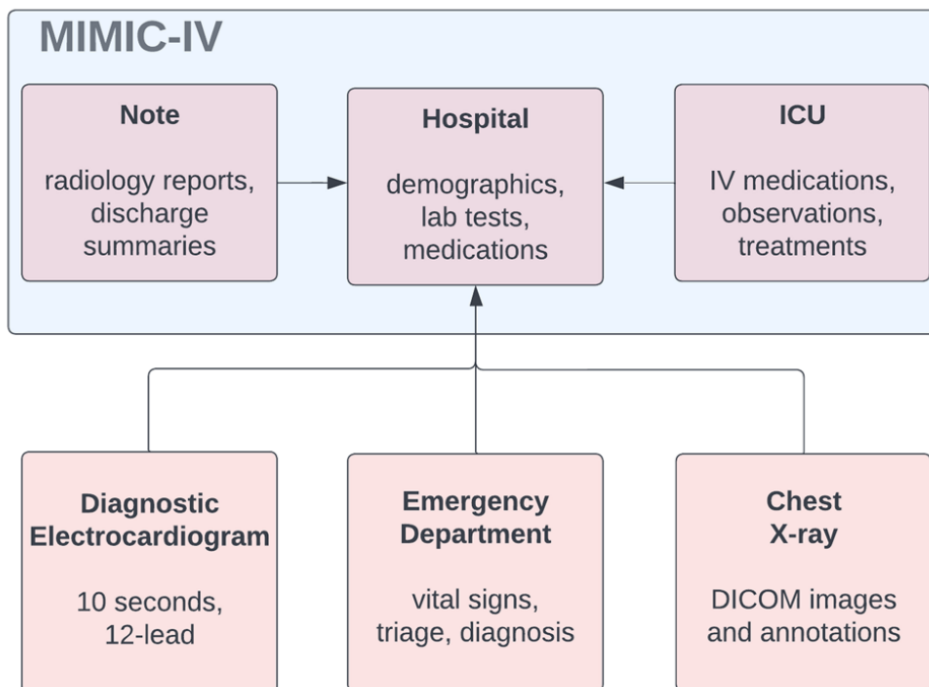 MIMIC-IV
Note
radiology reports,
discharge
summaries
Hospital
demographics,
lab tests,
medications
ICU
IV medications,
observations,
treatments
Diagnostic
Electrocardiogram
10 seconds,
12-lead
Emergency
Department
vital signs,
triage, diagnosis
Chest
X-ray
DICOM images
and annotations